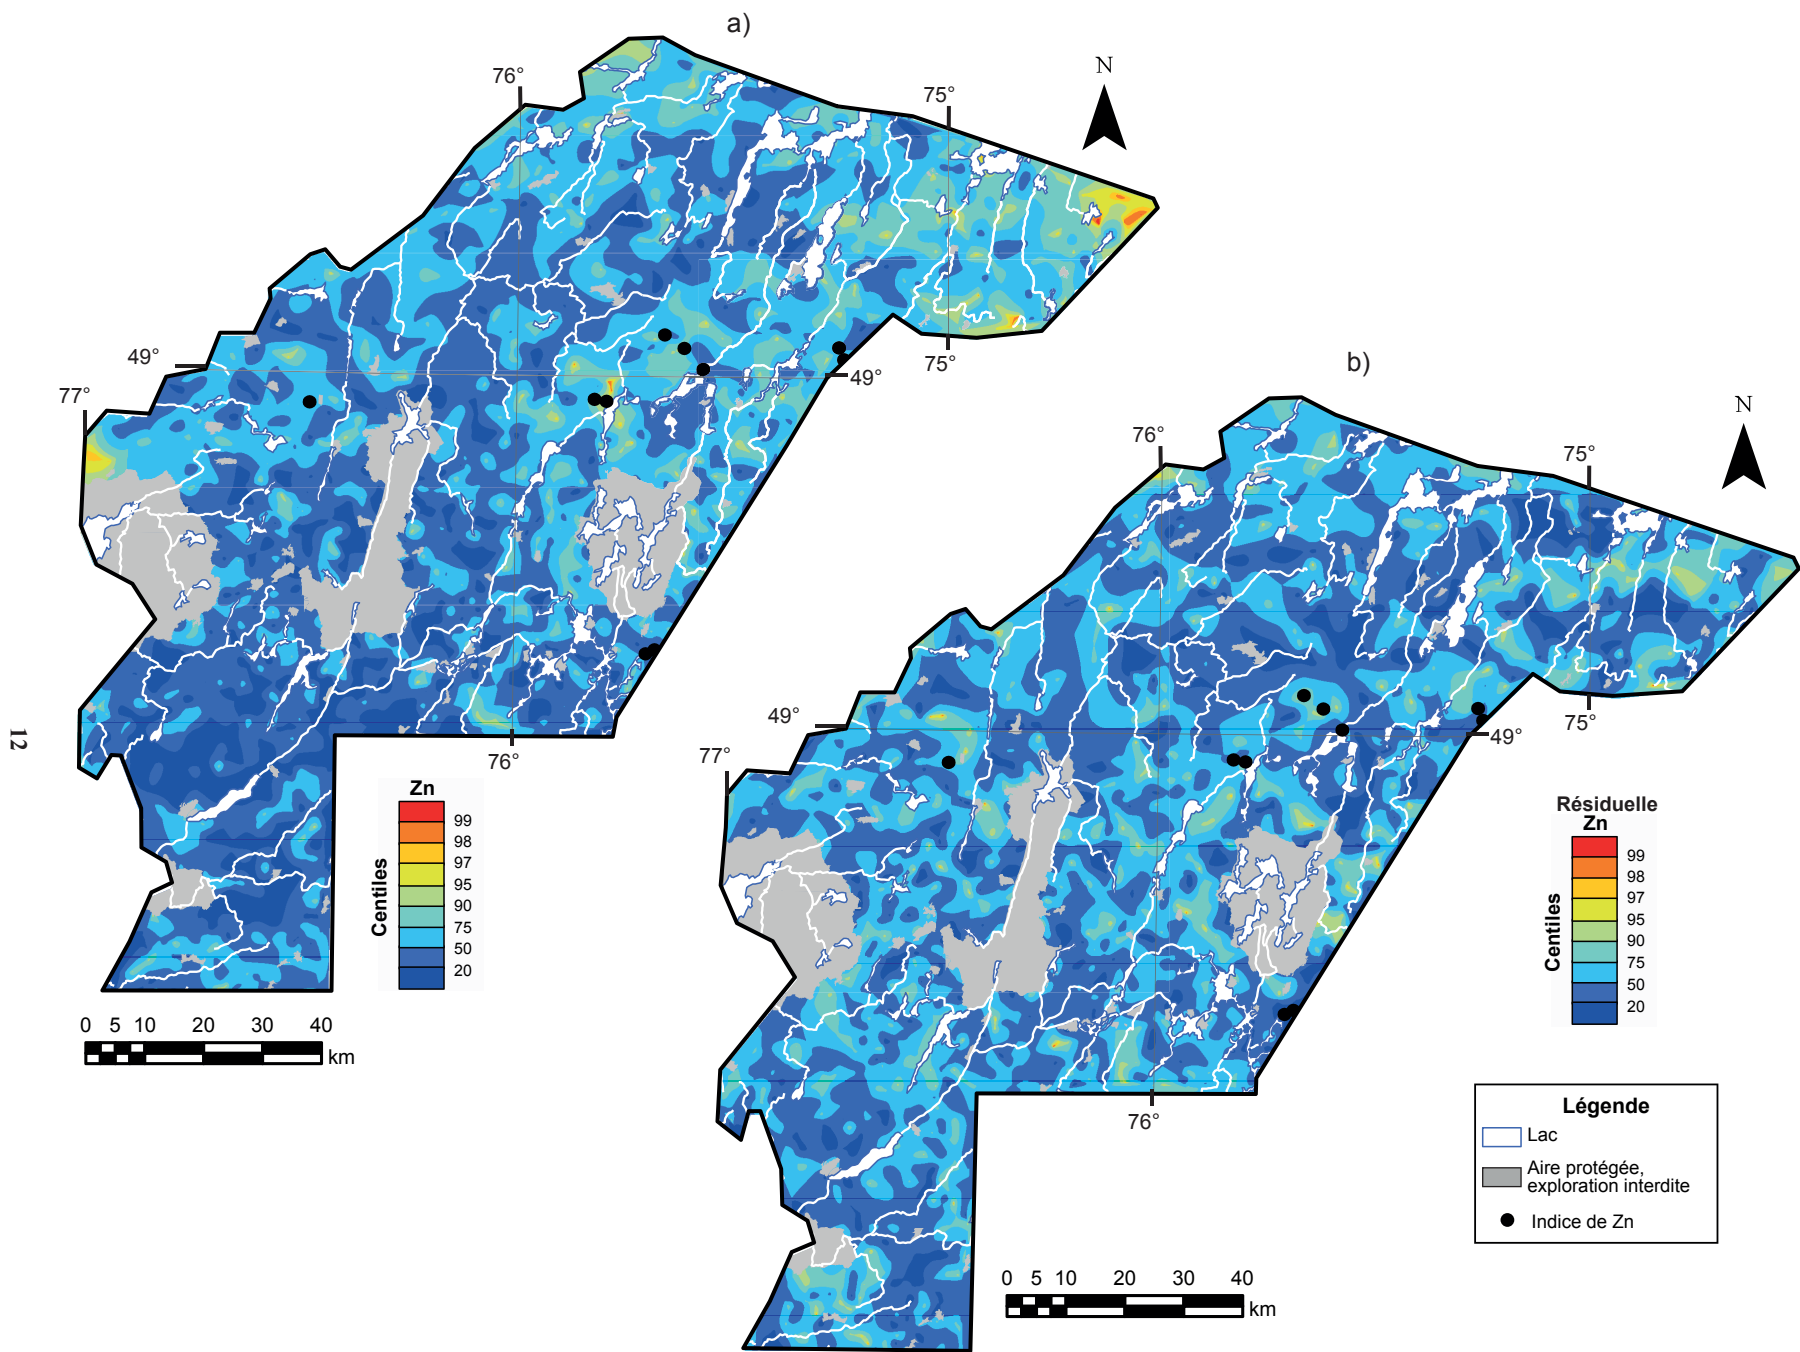 a)
N
76°
75°
49°
77°
75°
49°
76°
Zn
Centiles
99
98
97
95
90
75
50
20
0 5 10 20 30 40
km
12
b)
N
76°
75°
49°
77°
75°
49°
76°
Résiduelle
Zn
Centiles
99
98
97
95
90
75
50
20
Légende
Lac
Aire protégée,
exploration interdite
Indice de Zn
0 5 10 20 30 40
km